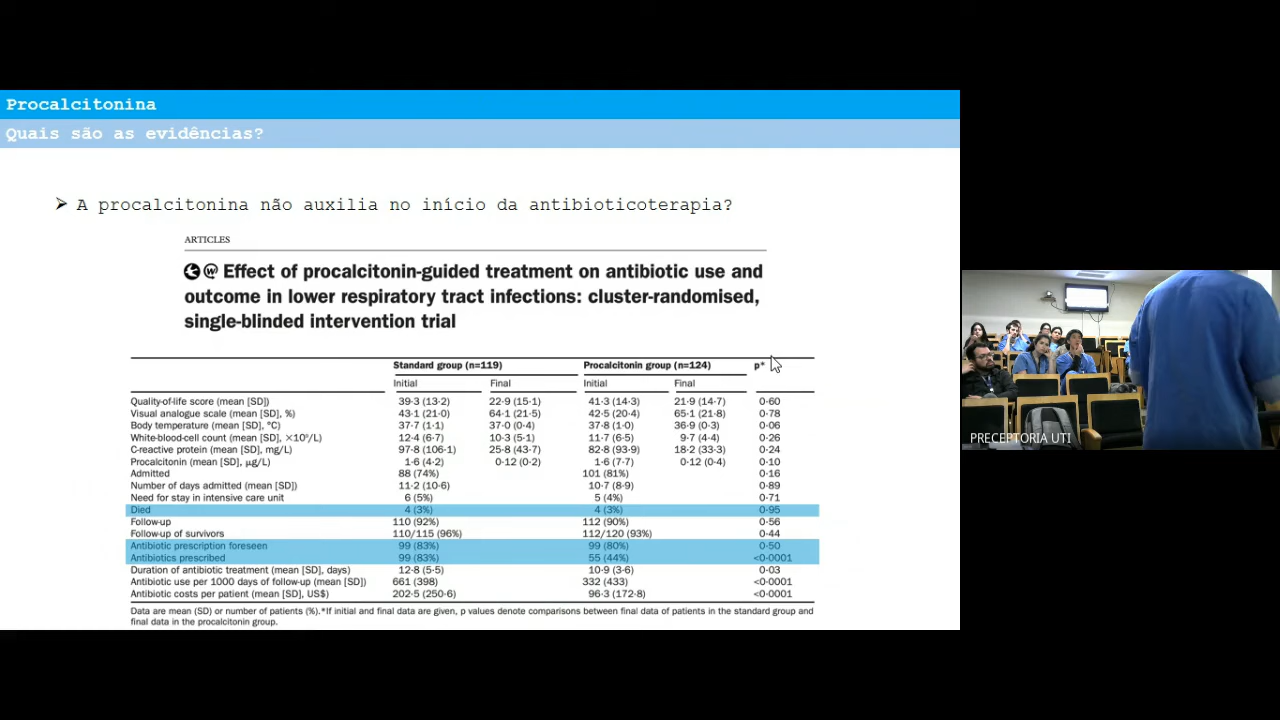 Procalcitonina
Quais são as evidências?
➢ A procalcitonina não auxilia no início da antibioticoterapia?
ARTICLES
Effect of procalcitonin-guided treatment on antibiotic use and
outcome in lower respiratory tract infections: cluster-randomised,
single-blinded intervention trial
Standard group (n=119) Procalcitonin group (n=124) p*
Initial Final Initial Final
Quality-of-life score (mean [SD]) 39·3 (13·2) 22·9 (15·1) 41·3 (14·3) 21·9 (14·7) 0·60
Visual analogue scale (mean [SD], %) 43·1 (21·0) 64·1 (21·5) 42·5 (20·4) 65·1 (21·8) 0·78
Body temperature (mean [SD], °C) 37·7 (1·1) 37·0 (0·4) 37·8 (1·0) 36·9 (0·3) 0·06
White-blood-cell count (mean [SD], ×10⁹/L) 12·4 (6·7) 10·3 (5·1) 11·7 (6·5) 9·7 (4·4) 0·26
C-reactive protein (mean [SD], mg/L) 97·8 (106·1) 25·8 (43·7) 82·8 (93·9) 18·2 (33·3) 0·24
Procalcitonin (mean [SD], μg/L) 1·6 (4·2) 0·12 (0·2) 1·6 (7·7) 0·12 (0·4) 0·10
Admitted 88 (74%) 101 (81%) 0·16
Number of days admitted (mean [SD]) 11·2 (10·6) 10·7 (8·9) 0·89
Need for stay in intensive care unit 6 (5%) 5 (4%) 0·71
Died 4 (3%) 4 (3%) 0·95
Follow-up 110 (92%) 112 (90%) 0·56
Follow-up of survivors 110/115 (96%) 112/120 (93%) 0·44
Antibiotic prescription foreseen 99 (83%) 99 (80%) 0·50
Antibiotics prescribed 99 (83%) 55 (44%) <0·0001
Duration of antibiotic treatment (mean [SD], days) 12·8 (5·5) 10·9 (3·6) 0·03
Antibiotic use per 1000 days of follow-up (mean [SD]) 661 (398) 332 (433) <0·0001
Antibiotic costs per patient (mean [SD], US$) 202·5 (250·6) 96·3 (172·8) <0·0001
Data are mean (SD) or number of patients (%).*If initial and final data are given, p values denote comparisons between final data of patients in the standard group and
final data in the procalcitonin group.
PRECEPTORIA UTI